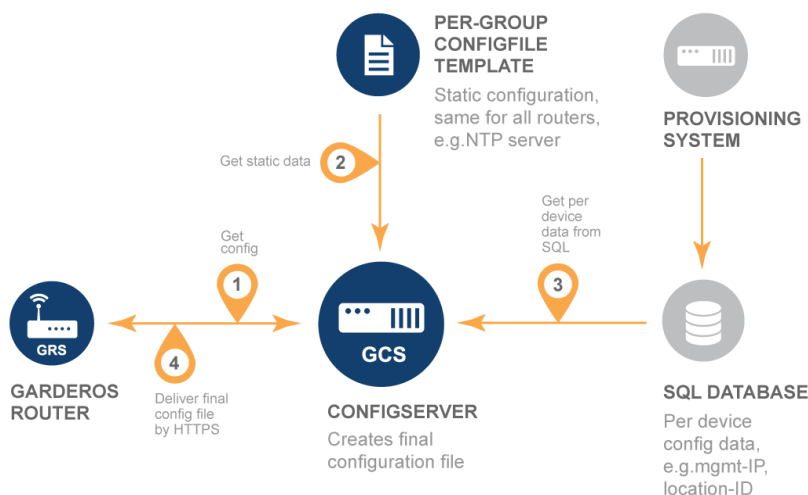 PER-GROUP
CONFIGFILE
TEMPLATE
Static configuration,
same for all routers,
e.g.NTP server
PROVISIONING
SYSTEM
Get static data
2
Get per
device
data from
SQL
3
Get
config
1
GRS
GARDEROS
ROUTER
4
Deliver final
config file
by HTTPS
GCS
CONFIGSERVER
Creates final
configuration file
SQL DATABASE
Per device
config data,
e.g.mgmt-IP,
location-ID